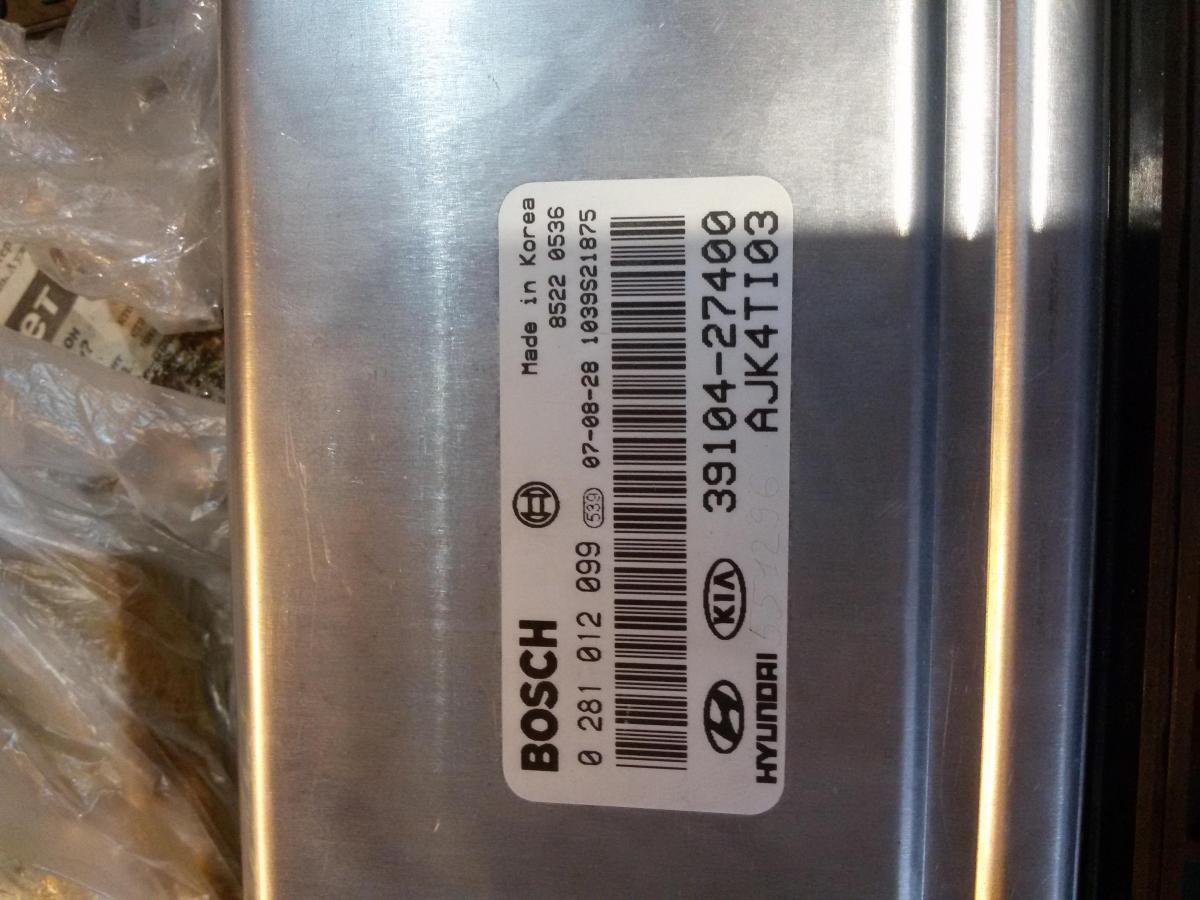 Made in Korea
8522 0536
BOSCH
0 281 012 099 539 07-08-28 1039S21875
39104-27400
KIA
HYUNDAI
AJK4TI03
eT